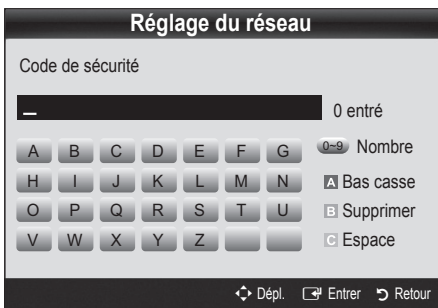 Réglage du réseau
Code de sécurité
_ 0 entré
A B C D E F G 0~9 Nombre
H I J K L M N A Bas casse
O P Q R S T U B Supprimer
V W X Y Z C Espace
Dépl. Entrer Retour